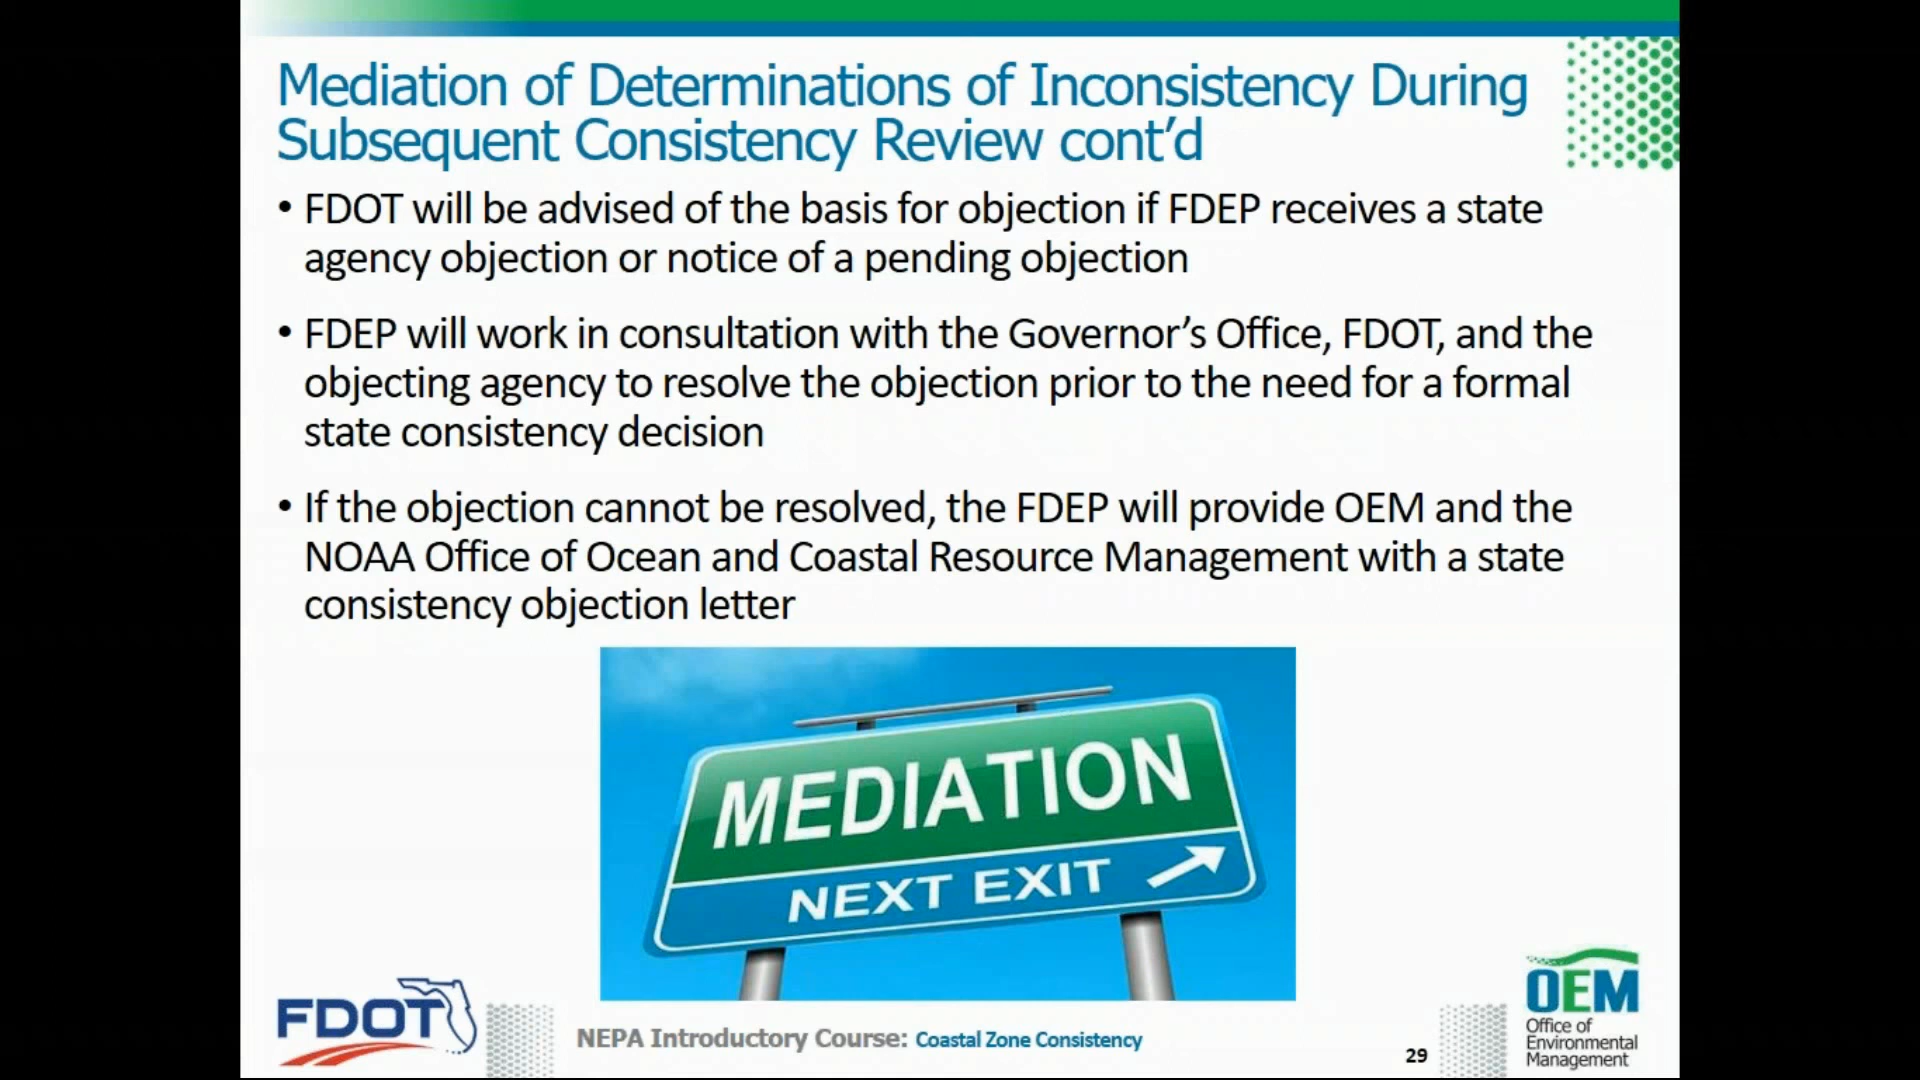 Mediation of Determinations of Inconsistency During
Subsequent Consistency Review cont’d
• FDOT will be advised of the basis for objection if FDEP receives a state
agency objection or notice of a pending objection
• FDEP will work in consultation with the Governor’s Office, FDOT, and the
objecting agency to resolve the objection prior to the need for a formal
state consistency decision
• If the objection cannot be resolved, the FDEP will provide OEM and the
NOAA Office of Ocean and Coastal Resource Management with a state
consistency objection letter
MEDIATION
NEXT EXIT
FDOT
NEPA Introductory Course: Coastal Zone Consistency
29
OEM
Office of
Environmental
Management